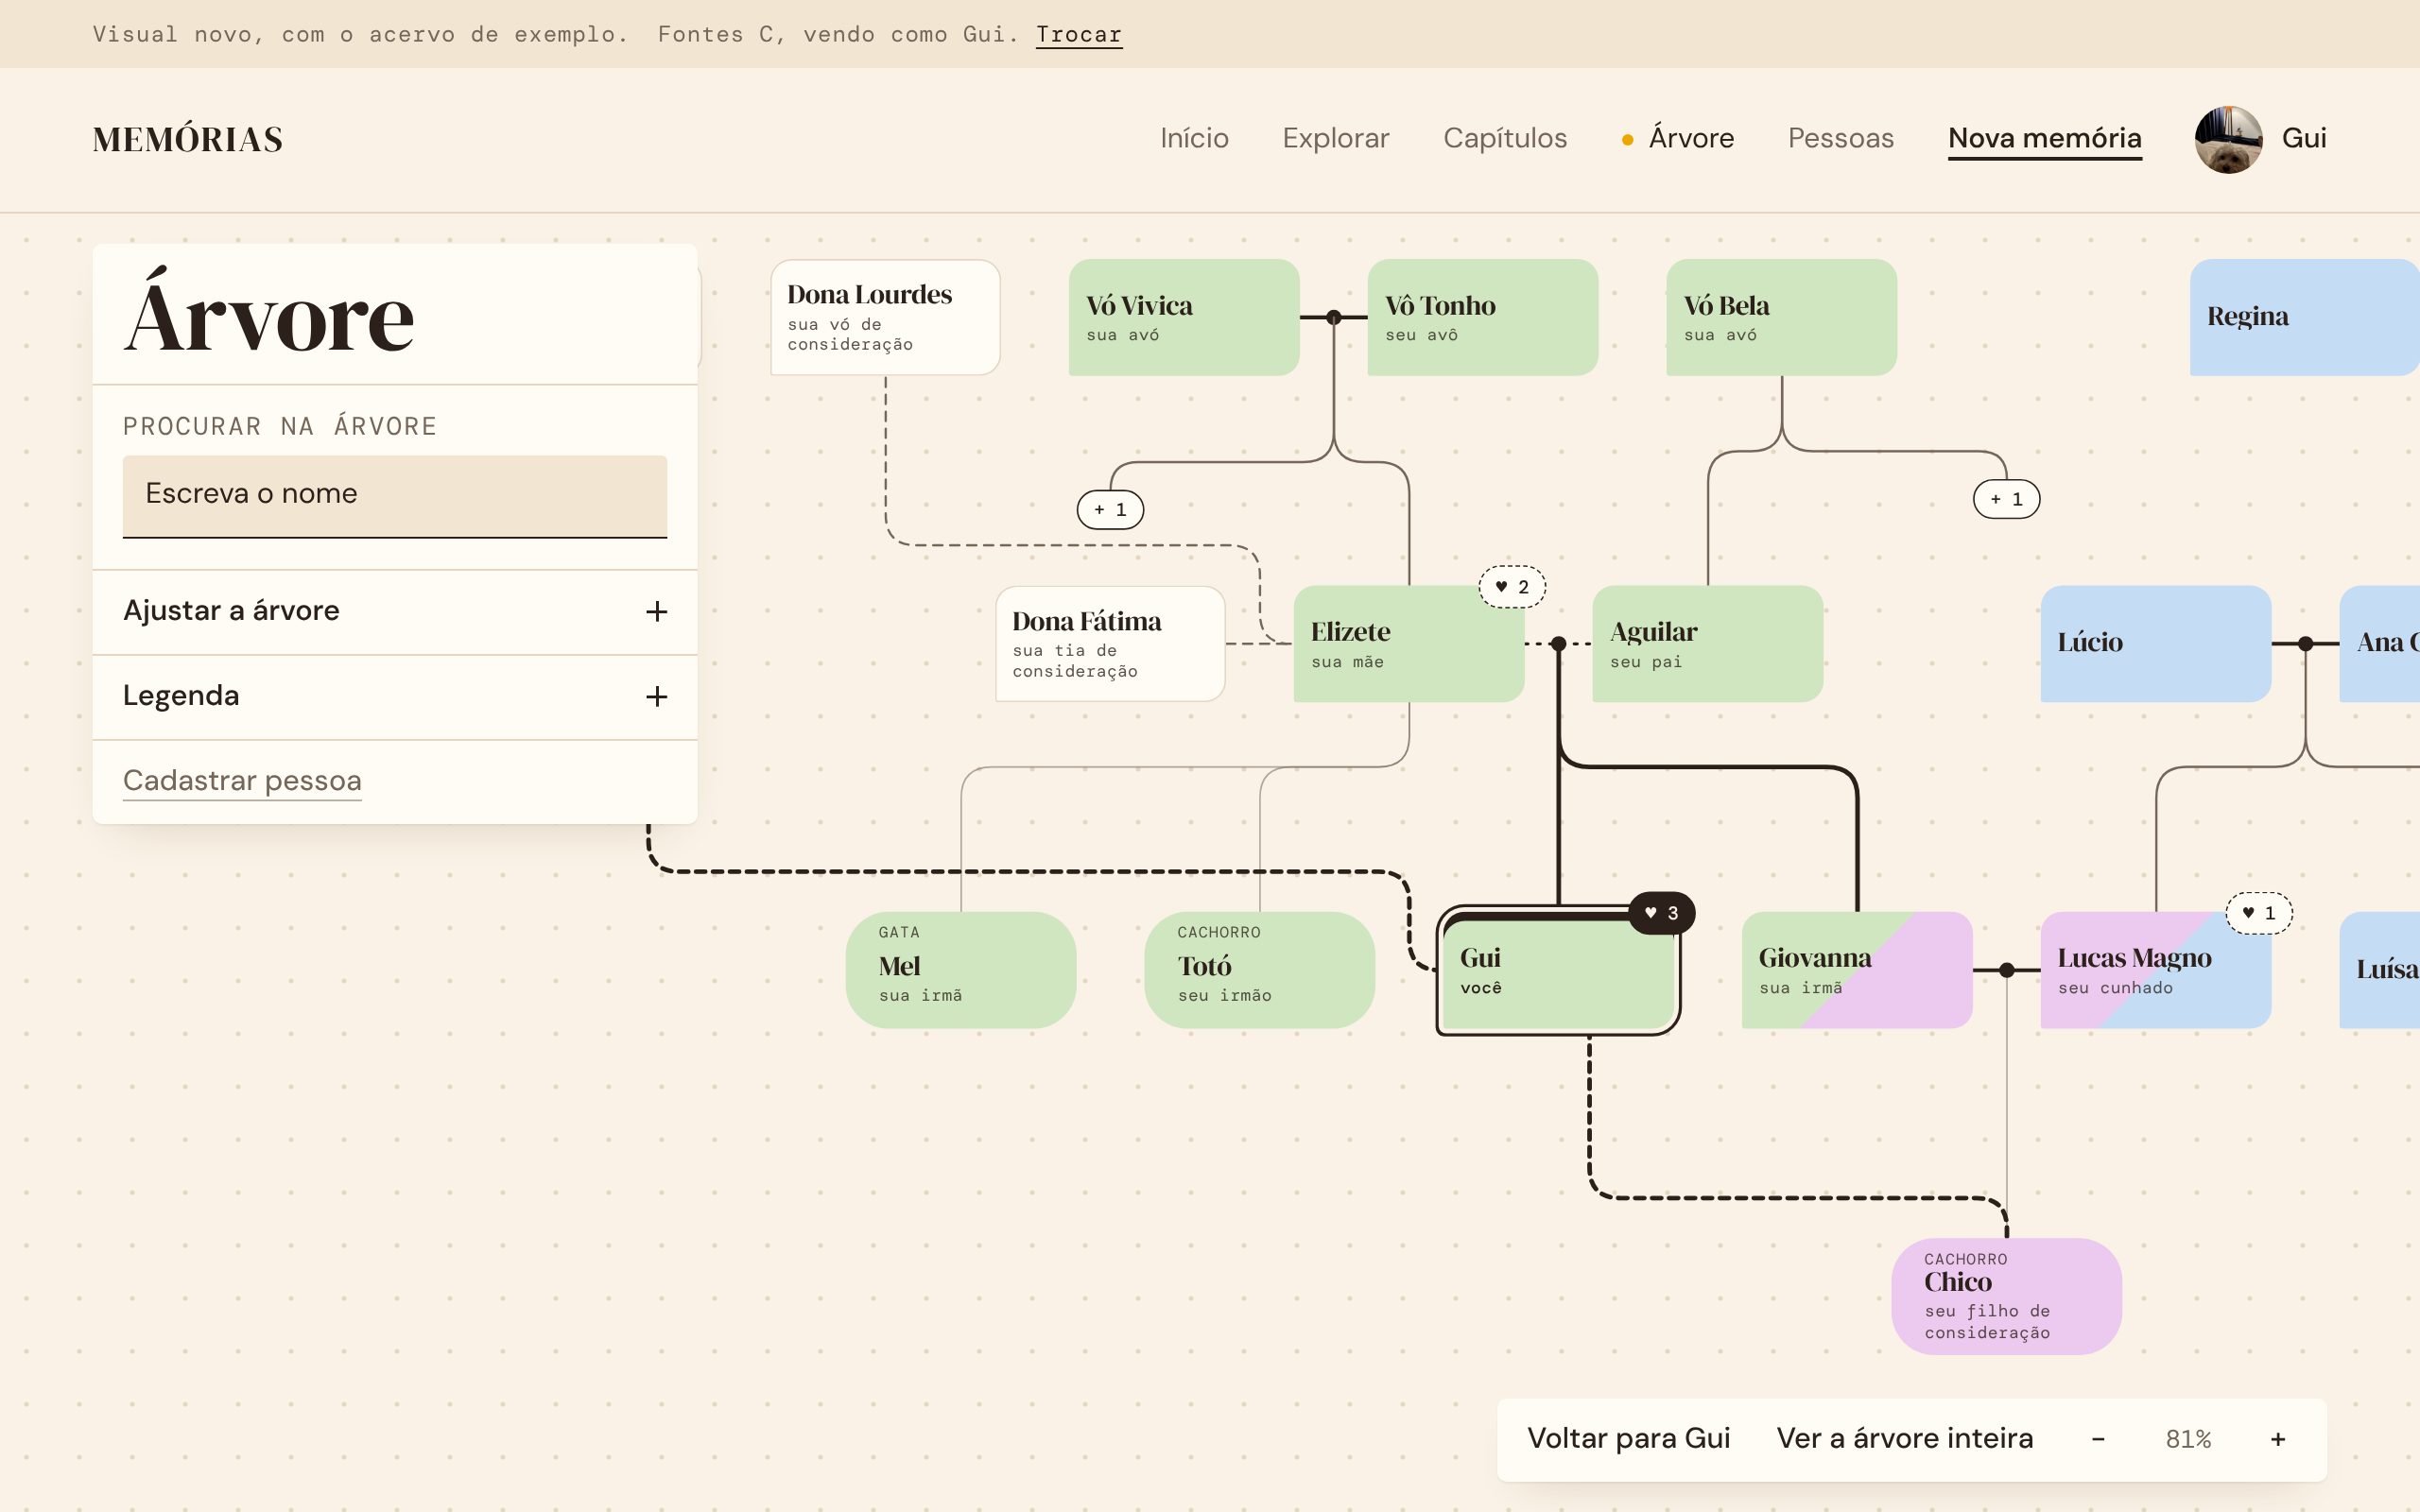 Visual novo, com o acervo de exemplo. Fontes C, vendo como Gui. Trocar
MEMÓRIAS
Início Explorar Capítulos Árvore Pessoas Nova memória Gui
Árvore
PROCURAR NA ÁRVORE
Escreva o nome
Ajustar a árvore +
Legenda +
Cadastrar pessoa
Dona Lourdes
sua vó de
consideração
Vó Vivica
sua avó
Vô Tonho
seu avô
Vó Bela
sua avó
Regina
+ 1
+ 1
Dona Fátima
sua tia de
consideração
Elizete
sua mãe
♥ 2
Aguilar
seu pai
Lúcio
Ana
GATA
Mel
sua irmã
CACHORRO
Totó
seu irmão
Gui
você
♥ 3
Giovanna
sua irmã
Lucas Magno
seu cunhado
♥ 1
Luísa
CACHORRO
Chico
seu filho de
consideração
Voltar para Gui Ver a árvore inteira - 81% +